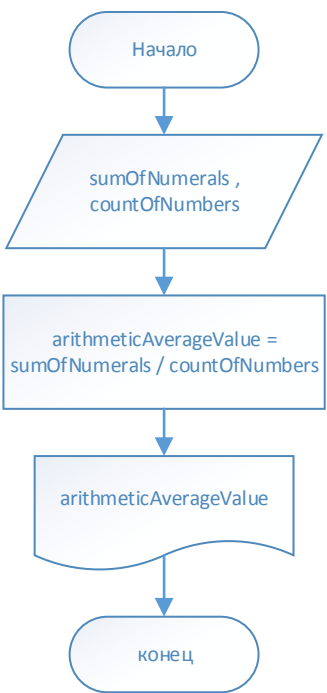 Начало
sumOfNumerals ,
countOfNumbers
arithmeticAverageValue =
sumOfNumerals / countOfNumbers
arithmeticAverageValue
конец